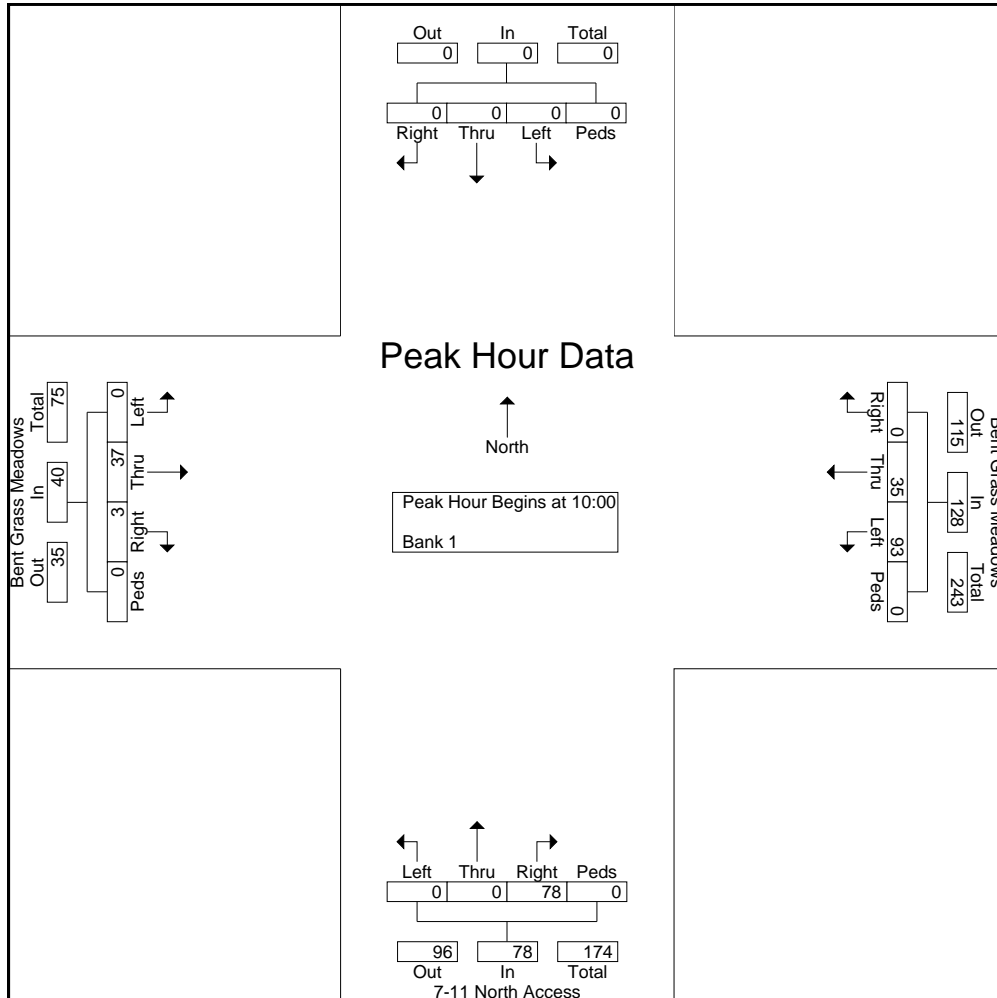 Out In Total
0 0 0
0 0 0 0
Right Thru Left Peds
Peak Hour Data
North
Peak Hour Begins at 10:00
Bank 1
Bent Grass Meadows
Out In Total
35 40 75
0 37 3 0
Left Thru Right Peds
Right Thru Left Peds
0 35 93 0
115 128 243
Out In Total
Bent Grass Meadows
Left Thru Right Peds
0 0 78 0
96 78 174
Out In Total
7-11 North Access